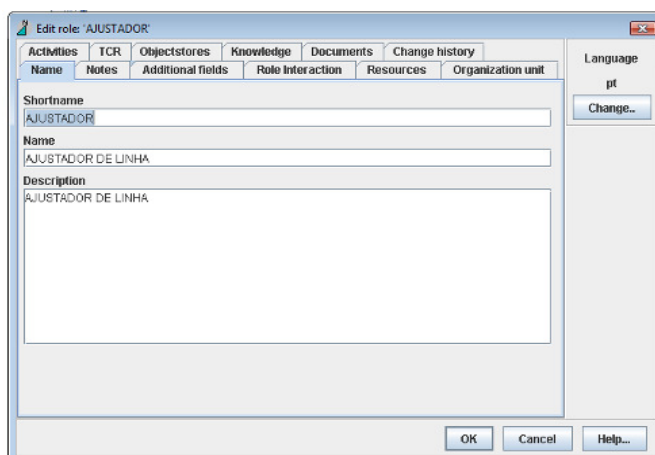 Edit role: 'AJUSTADOR'
Activities TCR Objectstores Knowledge Documents Change history
Name Notes Additional fields Role Interaction Resources Organization unit
Language
pt
Change...
Shortname
AJUSTADOR
Name
AJUSTADOR DE LINHA
Description
AJUSTADOR DE LINHA
OK Cancel Help...